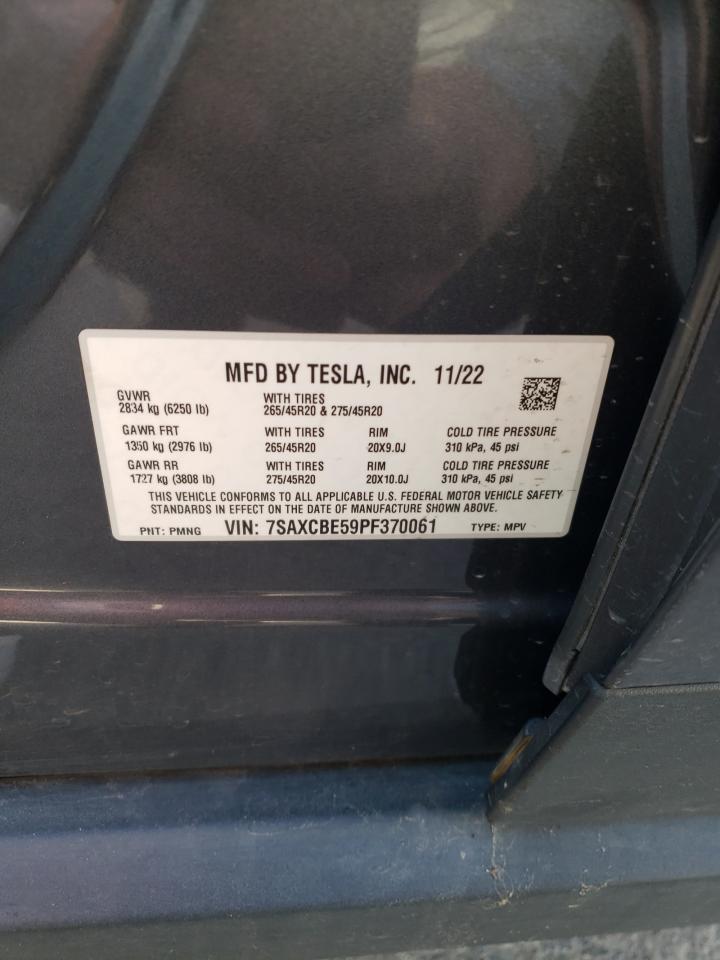 MFD BY TESLA, INC. 11/22
GVWR WITH TIRES
2834 kg (6250 lb) 265/45R20 & 275/45R20
GAWR FRT WITH TIRES RIM COLD TIRE PRESSURE
1350 kg (2976 lb) 265/45R20 20X9.0J 310 kPa, 45 psi
GAWR RR WITH TIRES RIM COLD TIRE PRESSURE
1727 kg (3808 lb) 275/45R20 20X10.0J 310 kPa, 45 psi
THIS VEHICLE CONFORMS TO ALL APPLICABLE U.S. FEDERAL MOTOR VEHICLE SAFETY
STANDARDS IN EFFECT ON THE DATE OF MANUFACTURE SHOWN ABOVE.
PNT: PMNG VIN: 7SAXCBE59PF370061 TYPE: MPV